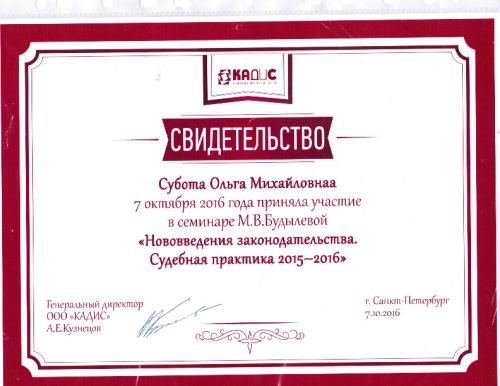 КАДИС
СВИДЕТЕЛЬСТВО
Субота Ольга Михайловнаа
7 октября 2016 года приняла участие
в семинаре М.В.Будылевой
«Нововведения законодательства.
Судебная практика 2015–2016»
Генеральный директор
ООО «КАДИС»
А.Е.Кузнецов
г. Санкт-Петербург
7.10.2016